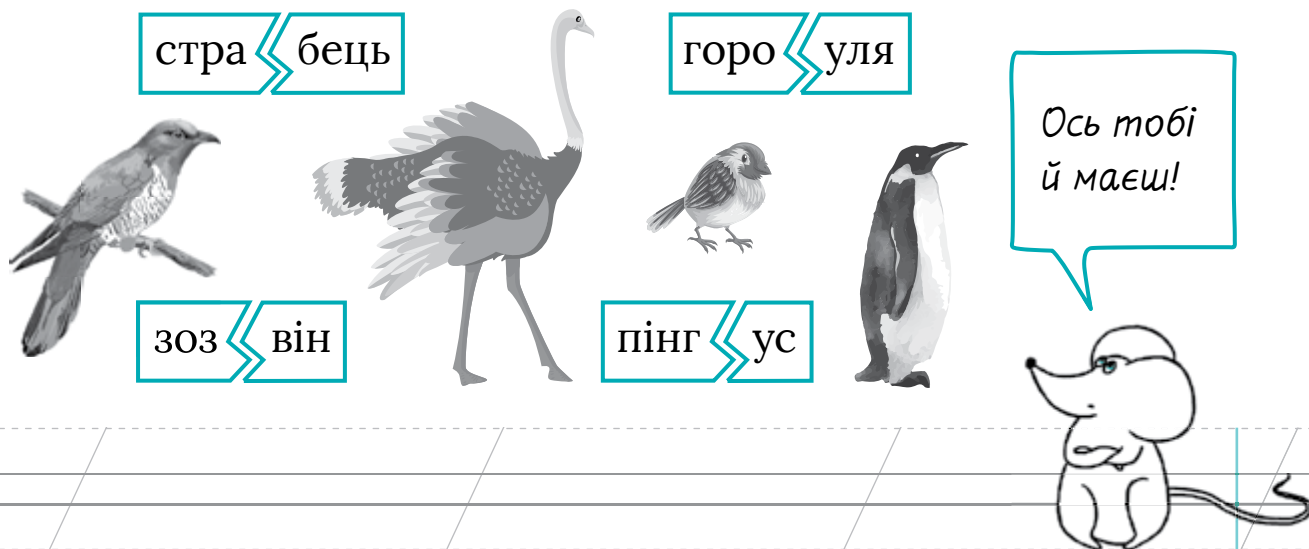 стра бець
горо уля
Ось тобі
й маєш!
зоз він
пінг ус